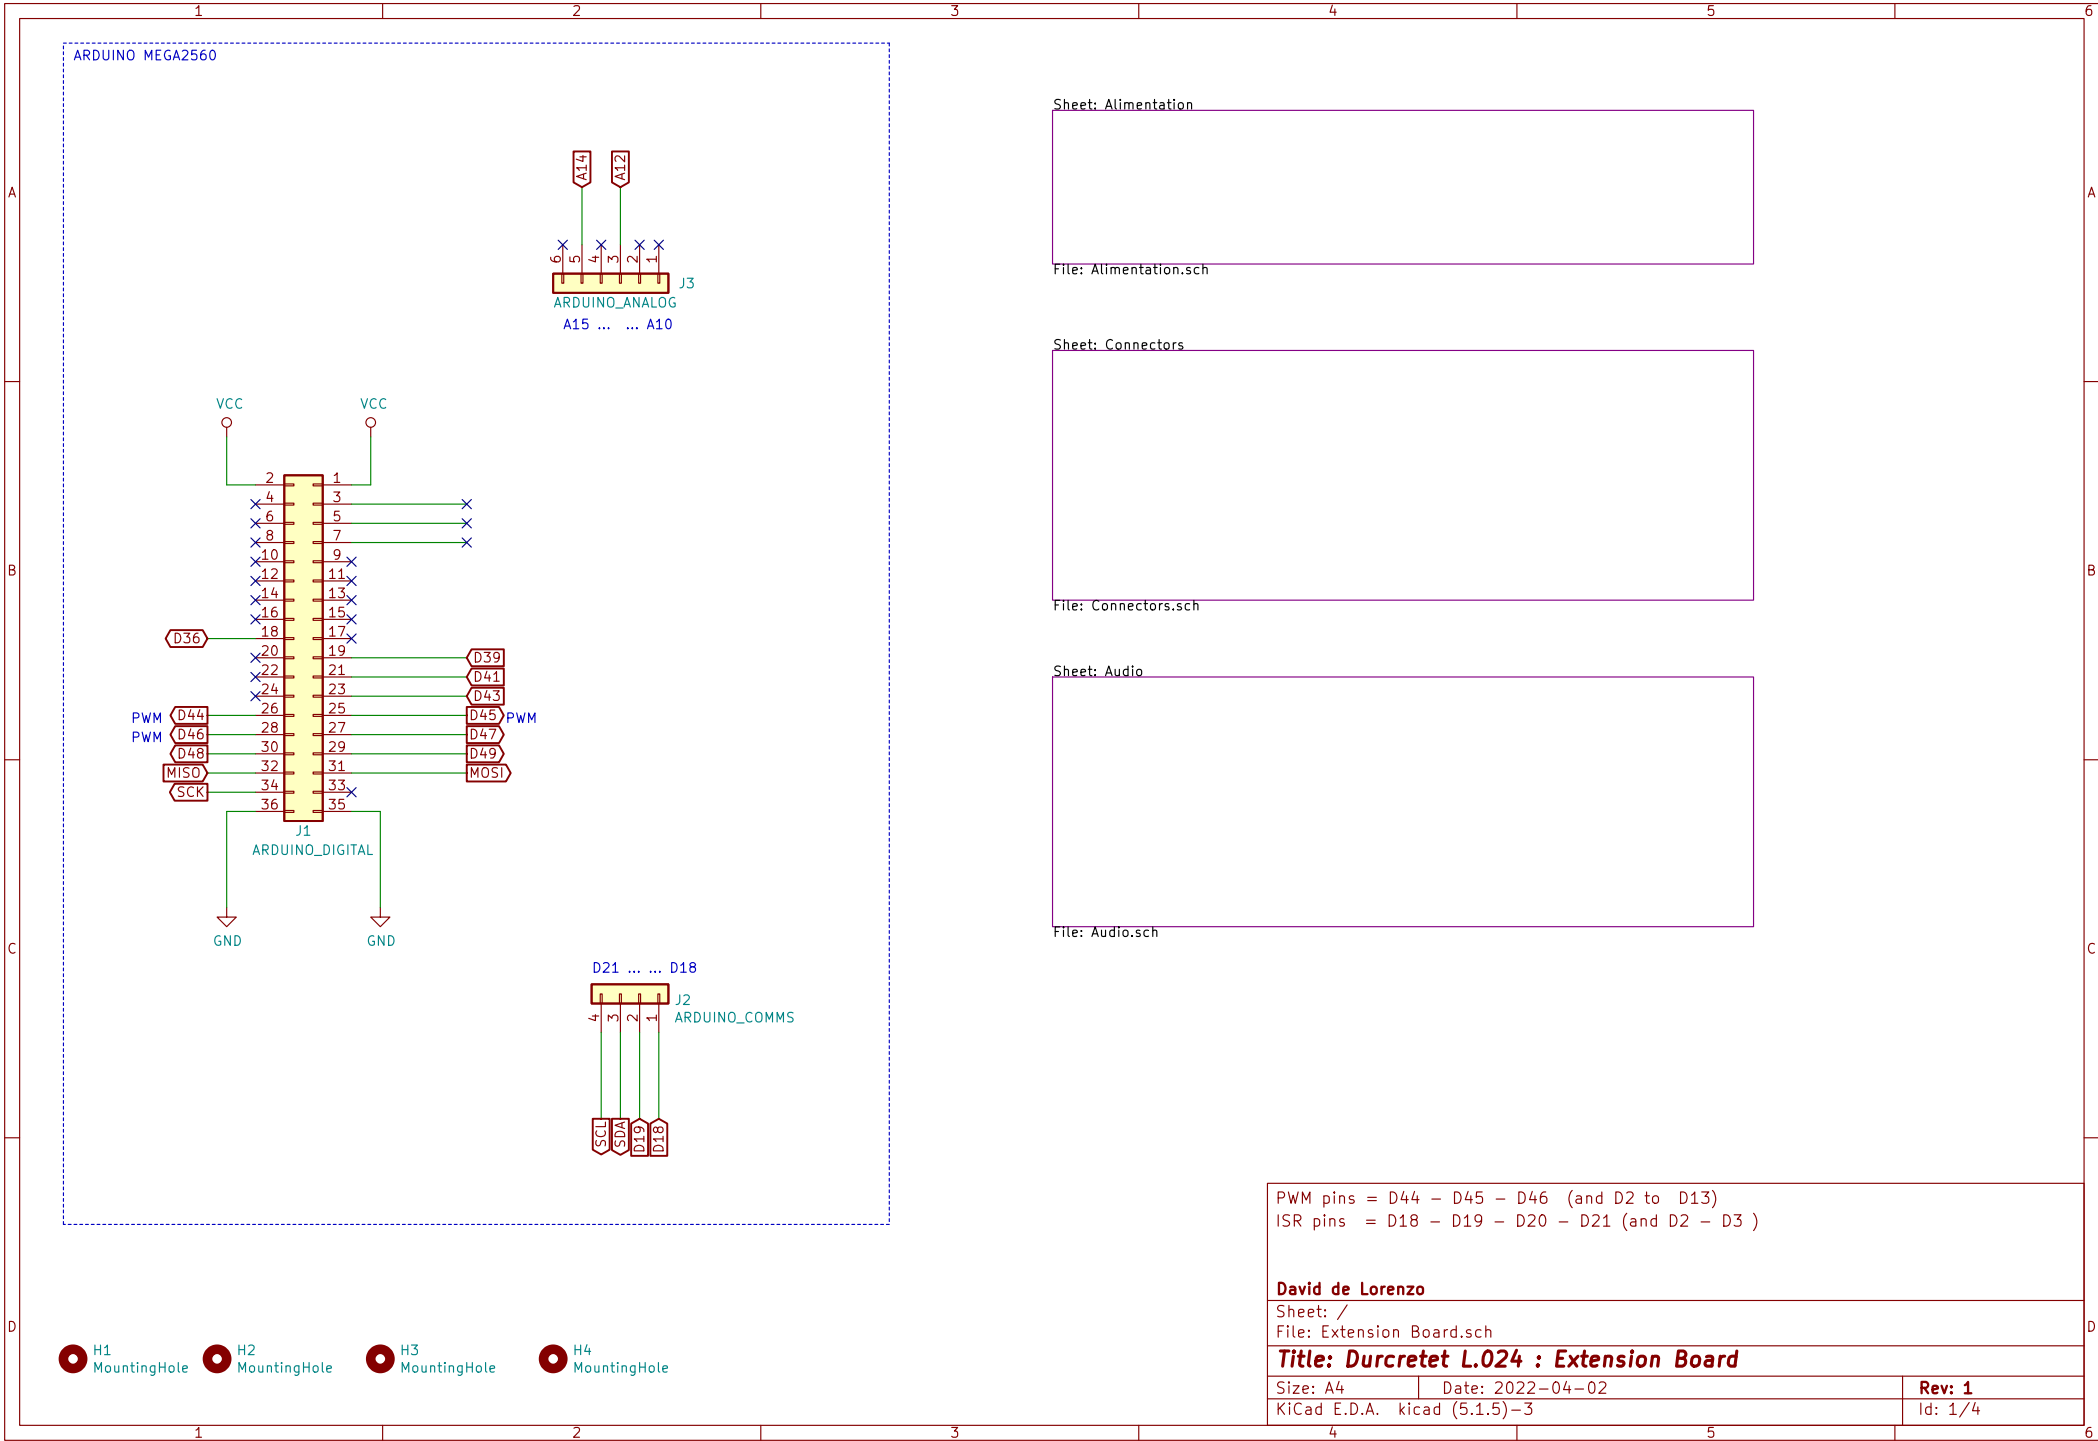 1 2 3 4 5 6
ARDUINO MEGA2560
Sheet: Alimentation
A14 A12
A A
6 5 4 3 2 1
File: Alimentation.sch
J3
ARDUINO_ANALOG
A15 ... ... A10
Sheet: Connectors
VCC VCC
2 1
4 3
6 5
8 7
10 9
B B
12 11
14 13
File: Connectors.sch
16 15
D36 18 17
20 19 D39
Sheet: Audio
22 21 D41
24 23 D43
PWM D44 26 25 D45 PWM
PWM D46 28 27 D47
D48 30 29 D49
MISO 32 31 MOSI
SCK 34 33
36 35
J1
ARDUINO_DIGITAL
File: Audio.sch
GND GND
C C
D21 ... ... D18
J2
ARDUINO_COMMS
4 3 2 1
SCL SDA D19 D18
PWM pins = D44 - D45 - D46 (and D2 to D13)
ISR pins = D18 - D19 - D20 - D21 (and D2 - D3 )
David de Lorenzo
Sheet: /
D D
File: Extension Board.sch
H1 H2 H3 H4
MountingHole MountingHole MountingHole MountingHole
Title: Durcretet L.024 : Extension Board
Size: A4 Date: 2022-04-02 Rev: 1
KiCad E.D.A. kicad (5.1.5)-3 Id: 1/4
1 2 3 4 5 6